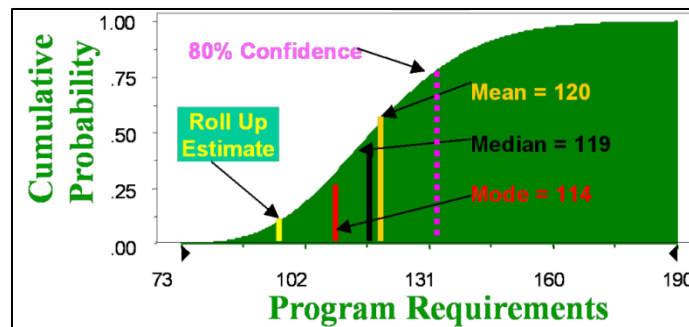 Cumulative
Probability
1.00
.75
.50
.25
.00
80% Confidence
Roll Up
Estimate
Mean = 120
Median = 119
Mode = 114
73
102
131
160
190
Program Requirements